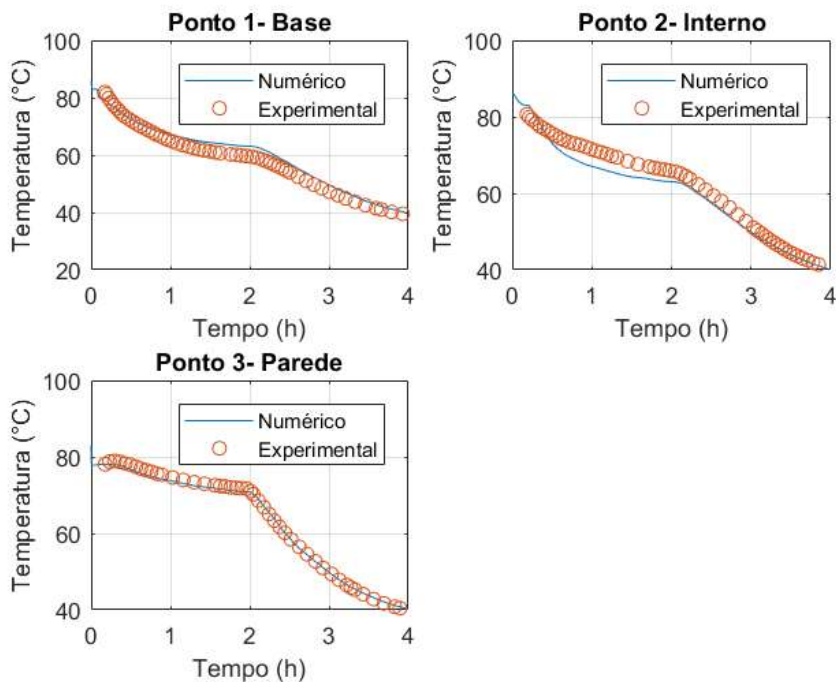 Ponto 1- Base
100
80
60
40
20
0
1
2
3
4
Temperatura (°C)
Tempo (h)
Numérico
Experimental
Ponto 2- Interno
100
80
60
40
0
1
2
3
4
Temperatura (°C)
Tempo (h)
Numérico
Experimental
Ponto 3- Parede
100
80
60
40
0
1
2
3
4
Temperatura (°C)
Tempo (h)
Numérico
Experimental